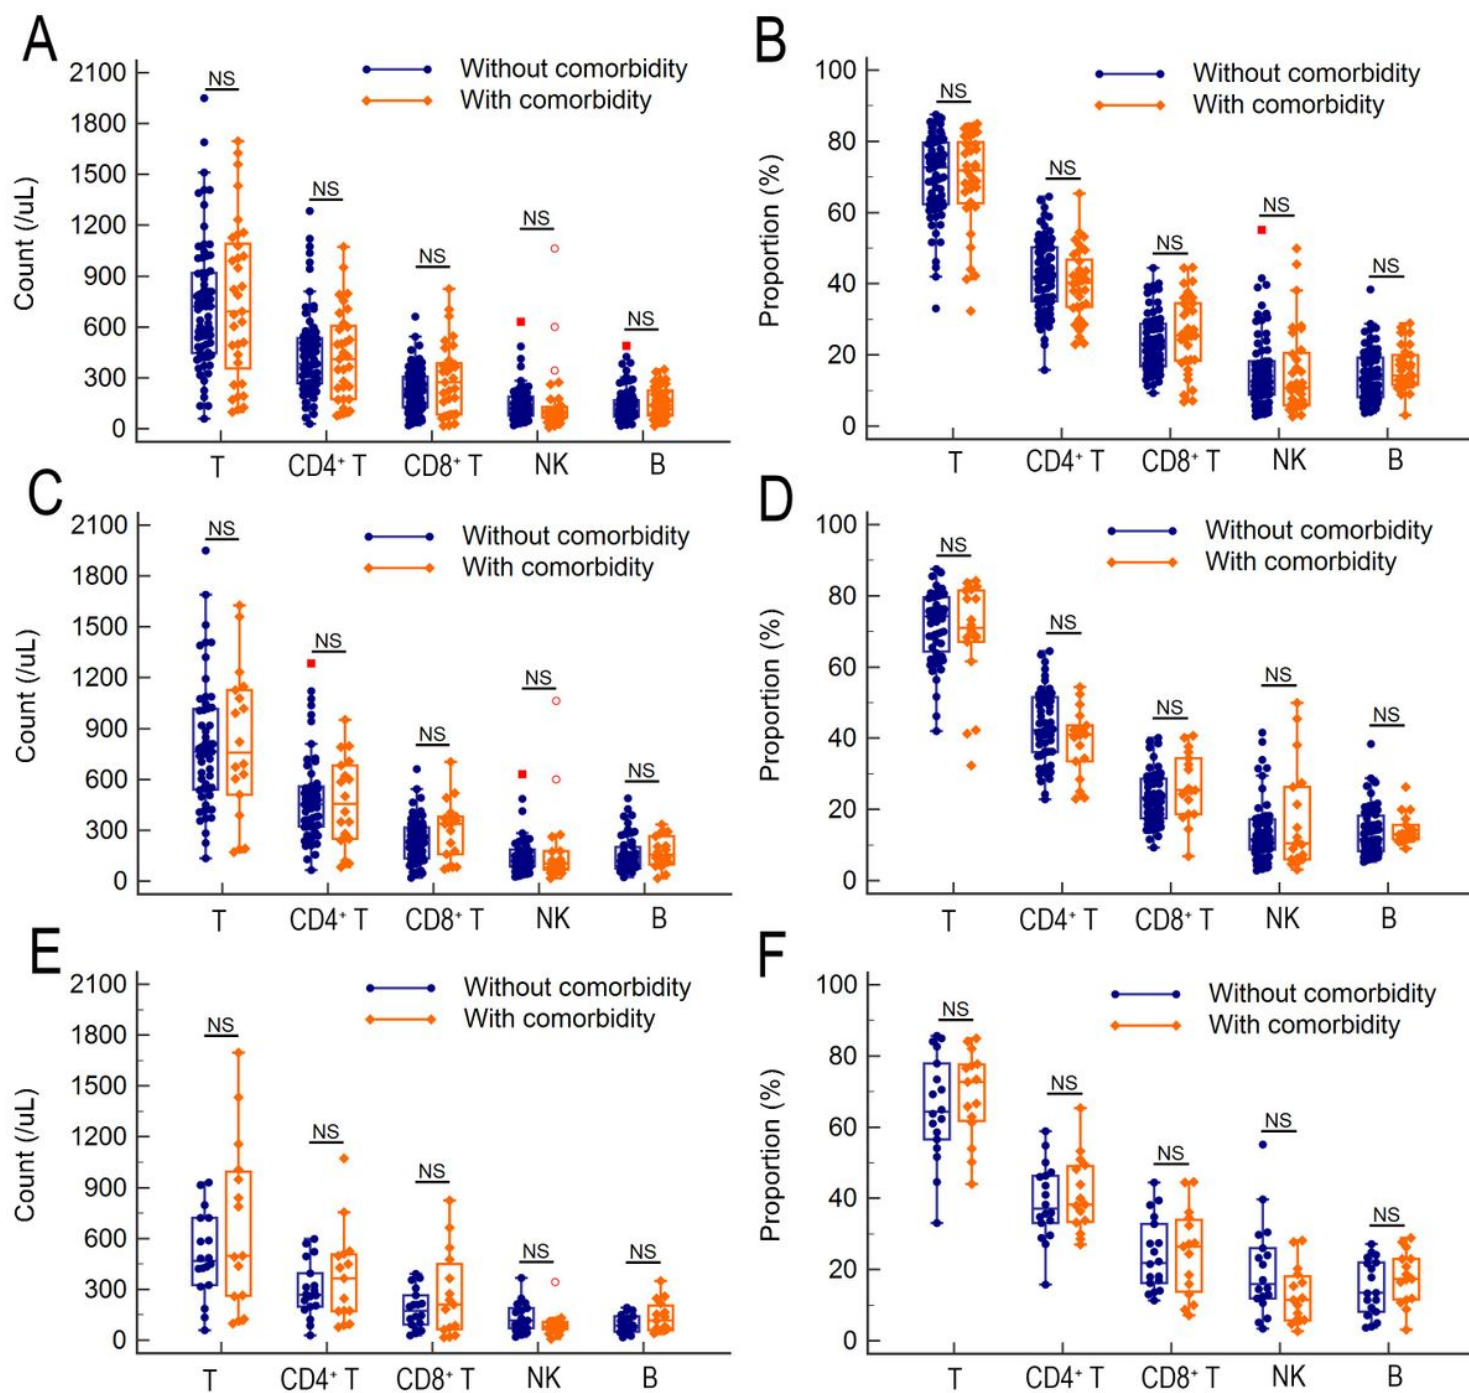 A
Count (/uL)
2100
1800
1500
1200
900
600
300
0
Without comorbidity
With comorbidity
NS
NS
NS
NS
NS
T
CD4⁺ T
CD8⁺ T
NK
B
B
Proportion (%)
100
80
60
40
20
0
Without comorbidity
With comorbidity
NS
NS
NS
NS
NS
T
CD4⁺ T
CD8⁺ T
NK
B
C
Count (/uL)
2100
1800
1500
1200
900
600
300
0
Without comorbidity
With comorbidity
NS
NS
NS
NS
NS
T
CD4⁺ T
CD8⁺ T
NK
B
D
Proportion (%)
100
80
60
40
20
0
Without comorbidity
With comorbidity
NS
NS
NS
NS
NS
T
CD4⁺ T
CD8⁺ T
NK
B
E
Count (/uL)
2100
1800
1500
1200
900
600
300
0
Without comorbidity
With comorbidity
NS
NS
NS
NS
NS
T
CD4⁺ T
CD8⁺ T
NK
B
F
Proportion (%)
100
80
60
40
20
0
Without comorbidity
With comorbidity
NS
NS
NS
NS
NS
T
CD4⁺ T
CD8⁺ T
NK
B